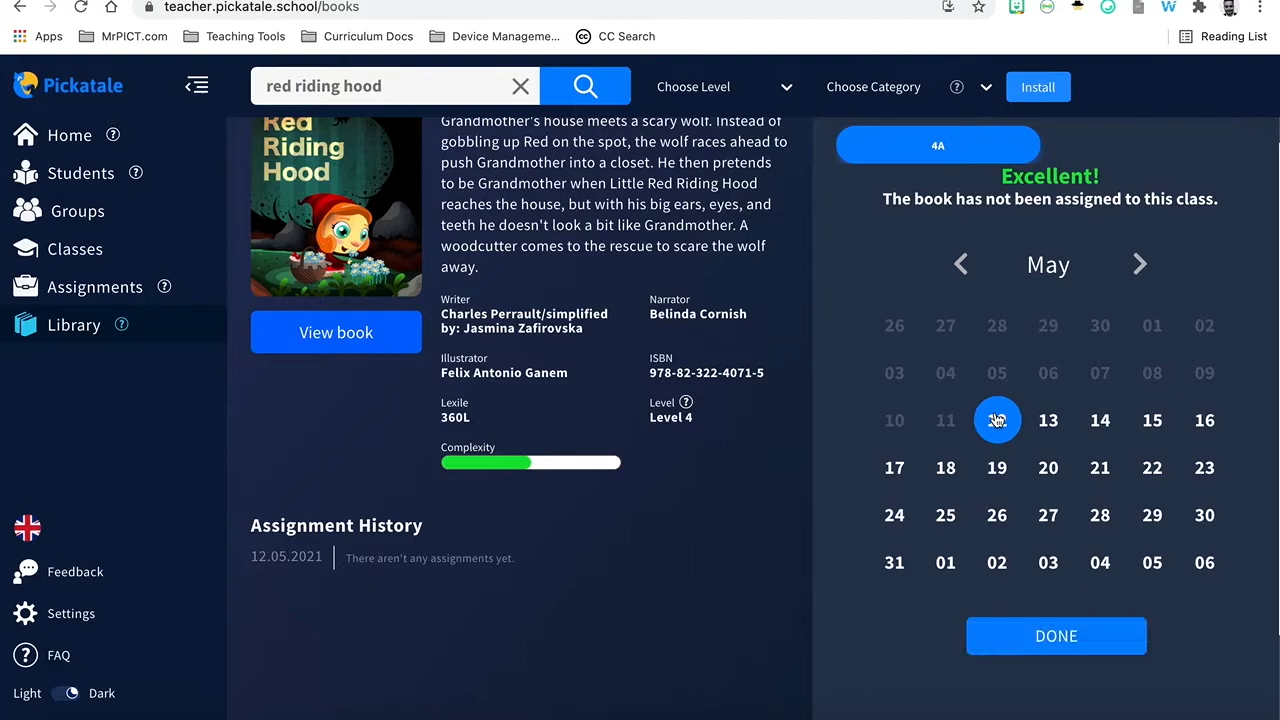 teacher.pickatale.school/books
Apps
MrPICT.com
Teaching Tools
Curriculum Docs
Device Manageme...
CC Search
Reading List
Pickatale
red riding hood
Choose Level
Choose Category
Install
Home
Students
Groups
Classes
Assignments
Library
Feedback
Settings
FAQ
Light
Dark
Red
Riding
Hood
View book
Grandmother's house meets a scary wolf. Instead of
gobbling up Red on the spot, the wolf races ahead to
push Grandmother into a closet. He then pretends
to be Grandmother when Little Red Riding Hood
reaches the house, but with his big ears, eyes, and
teeth he doesn't look a bit like Grandmother. A
woodcutter comes to the rescue to scare the wolf
away.
Writer
Charles Perrault/simplified
by: Jasmina Zafirovska
Narrator
Belinda Cornish
Illustrator
Felix Antonio Ganem
ISBN
978-82-322-4071-5
Lexile
360L
Level
Level 4
Complexity
Assignment History
12.05.2021
There aren't any assignments yet.
4A
Excellent!
The book has not been assigned to this class.
May
26 27 28 29 30 01 02
03 04 05 06 07 08 09
10 11 12 13 14 15 16
17 18 19 20 21 22 23
24 25 26 27 28 29 30
31 01 02 03 04 05 06
DONE